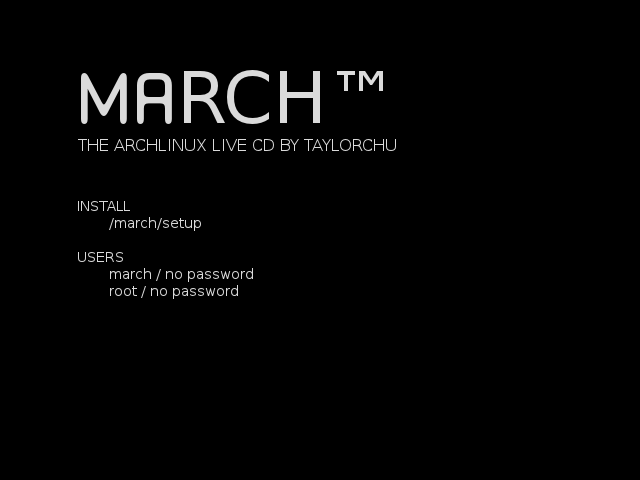 MARCH™
THE ARCHLINUX LIVE CD BY TAYLORCHU
INSTALL
/march/setup
USERS
march / no password
root / no password